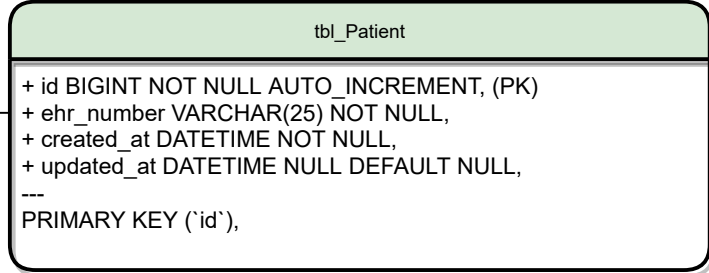 tbl_Patient
+ id BIGINT NOT NULL AUTO_INCREMENT, (PK)
+ ehr_number VARCHAR(25) NOT NULL,
+ created_at DATETIME NOT NULL,
+ updated_at DATETIME NULL DEFAULT NULL,
---
PRIMARY KEY (`id`),